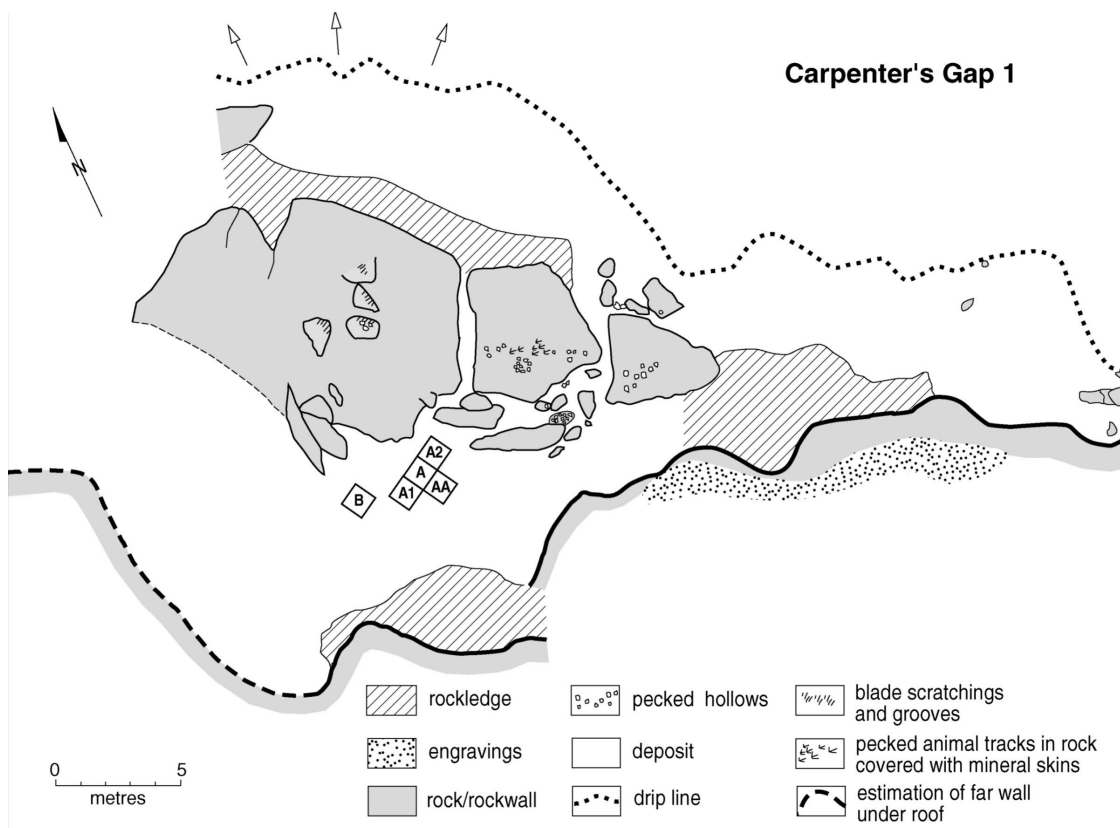 Carpenter's Gap 1
N
A2
A
A1
AA
B
rockledge
pecked hollows
blade scratchings
and grooves
engravings
deposit
pecked animal tracks in rock
covered with mineral skins
0
5
metres
rock/rockwall
drip line
estimation of far wall
under roof